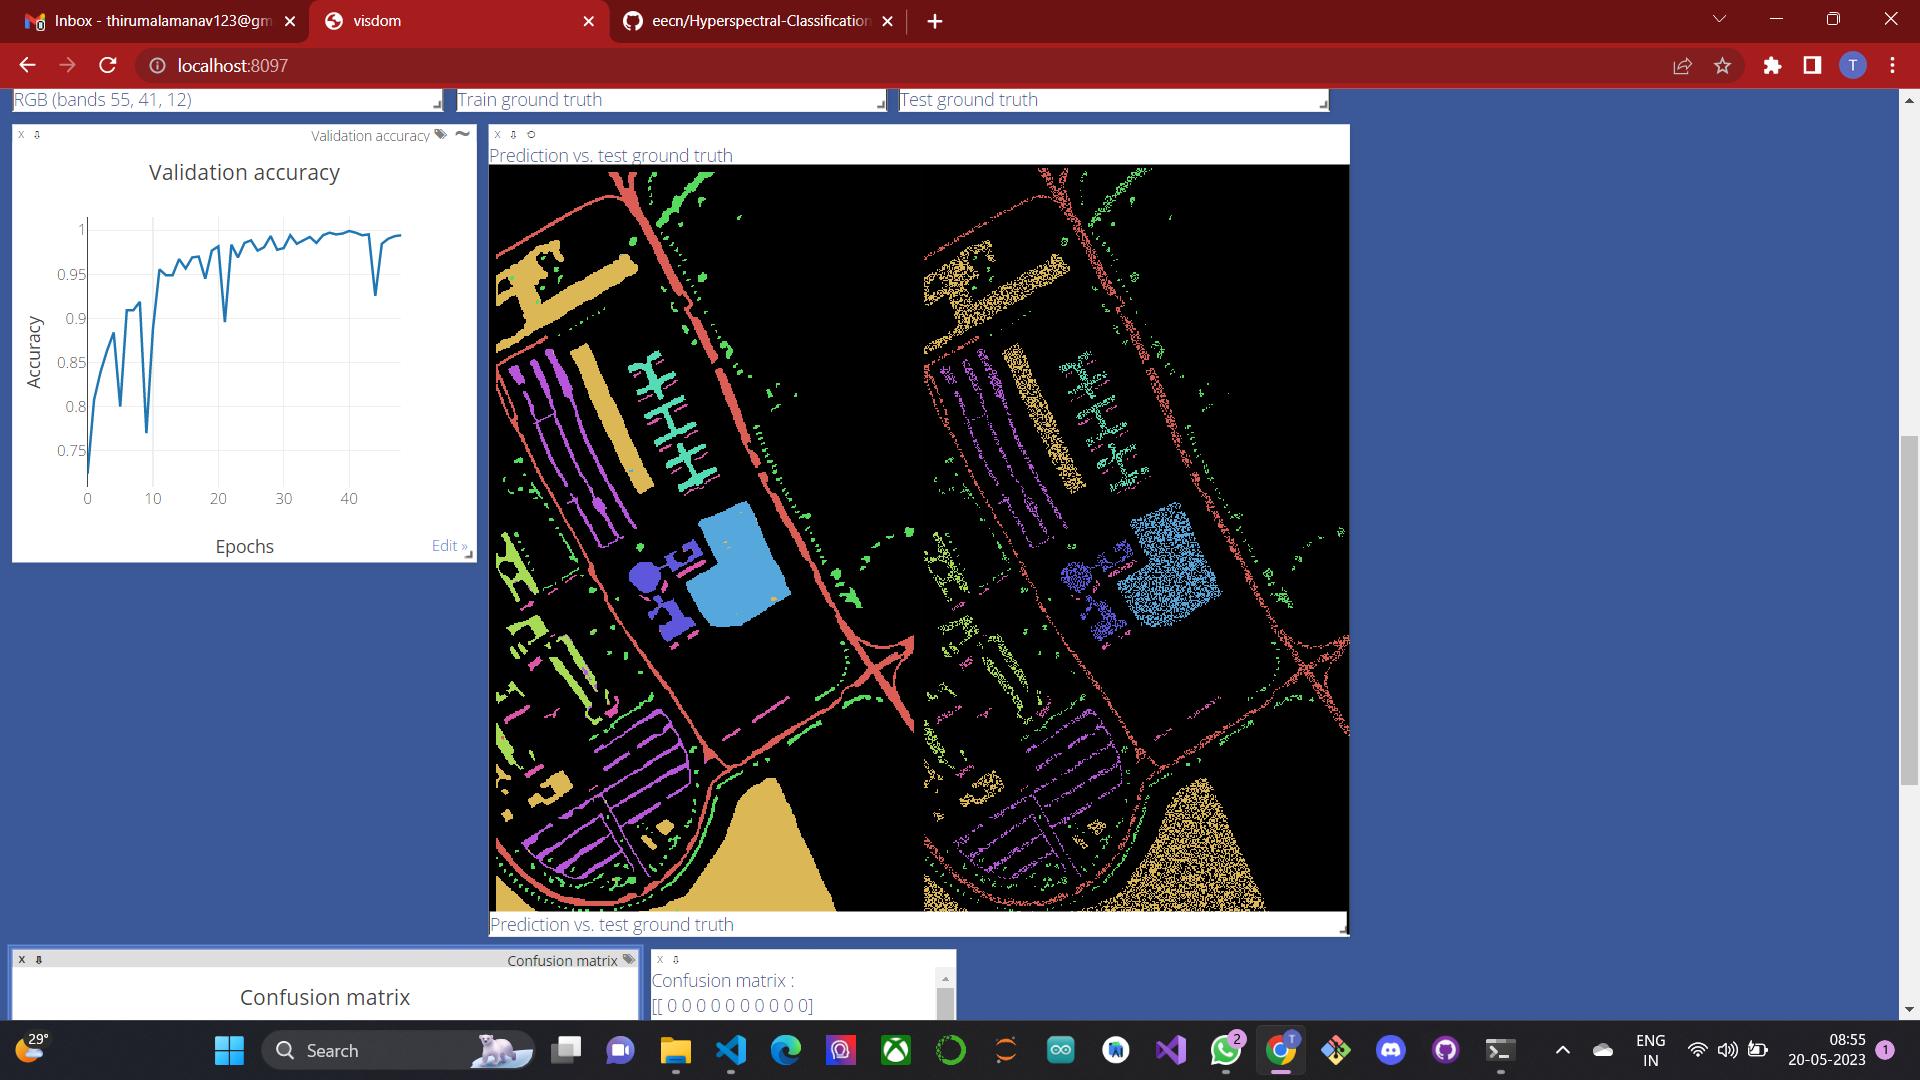 Inbox - thirumalamanav123@gm
visdom
eecn/Hyperspectral-Classification
localhost:8097
T
RGB (bands 55, 41, 12)
Train ground truth
Test ground truth
X
Validation accuracy
Validation accuracy
1
0.95
0.9
0.85
0.8
0.75
0
10
20
30
40
Accuracy
Epochs
Edit »
X
Prediction vs. test ground truth
Prediction vs. test ground truth
X
Confusion matrix
Confusion matrix
X
Confusion matrix :
[[ 0 0 0 0 0 0 0 0 0 0]
29°
Search
2
T
ENG
IN
08:55
20-05-2023
1